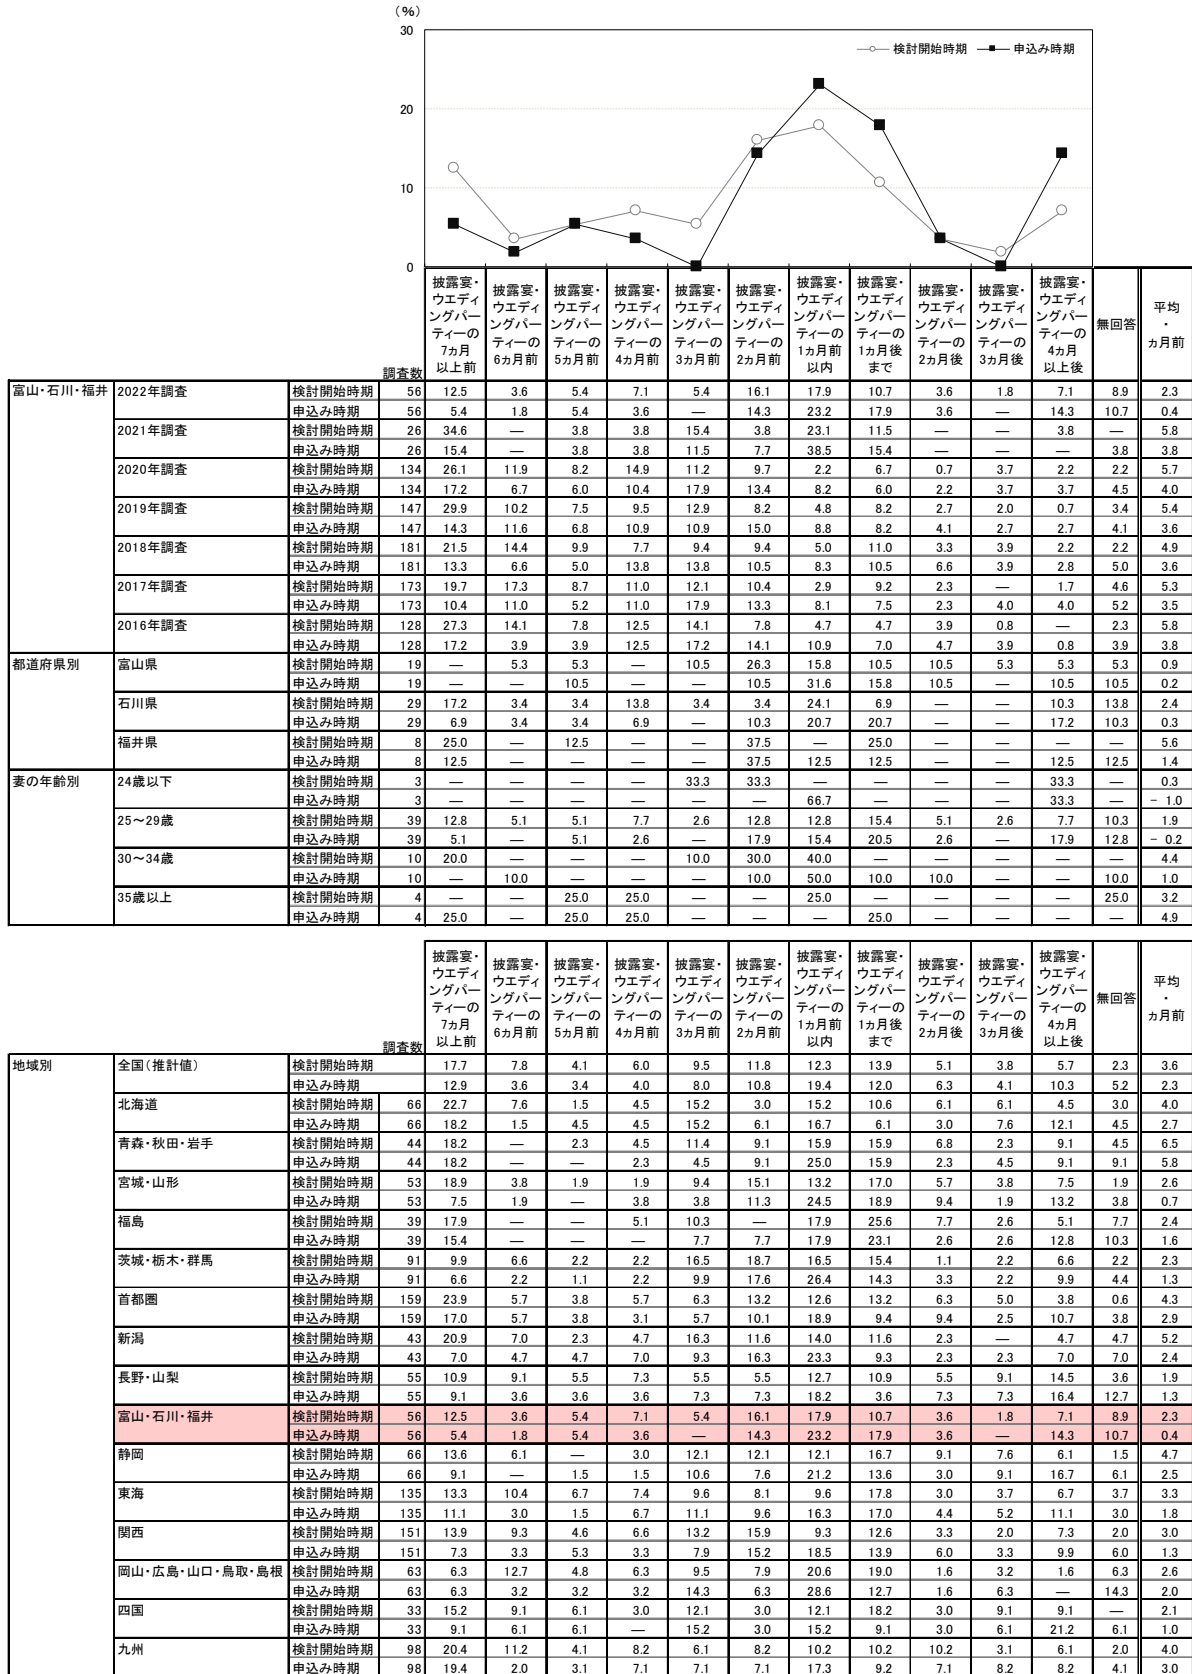 (%)
30
20
10
0
検討開始時期 申込み時期
調査数 披露宴・ウエディングパーティーの7ヵ月以上前 披露宴・ウエディングパーティーの6ヵ月前 披露宴・ウエディングパーティーの5ヵ月前 披露宴・ウエディングパーティーの4ヵ月前 披露宴・ウエディングパーティーの3ヵ月前 披露宴・ウエディングパーティーの2ヵ月前 披露宴・ウエディングパーティーの1ヵ月前以内 披露宴・ウエディングパーティーの1ヵ月後まで 披露宴・ウエディングパーティーの2ヵ月後 披露宴・ウエディングパーティーの3ヵ月後 披露宴・ウエディングパーティーの4ヵ月以上後 無回答 平均・ヵ月前
富山・石川・福井 2022年調査 検討開始時期 56 12.5 3.6 5.4 7.1 5.4 16.1 17.9 10.7 3.6 1.8 7.1 8.9 2.3
申込み時期 56 5.4 1.8 5.4 3.6 — 14.3 23.2 17.9 3.6 — 14.3 10.7 0.4
2021年調査 検討開始時期 26 34.6 — 3.8 3.8 15.4 3.8 23.1 11.5 — — 3.8 — 5.8
申込み時期 26 15.4 — 3.8 3.8 11.5 7.7 38.5 15.4 — — — 3.8 3.8
2020年調査 検討開始時期 134 26.1 11.9 8.2 14.9 11.2 9.7 2.2 6.7 0.7 3.7 2.2 2.2 5.7
申込み時期 134 17.2 6.7 6.0 10.4 17.9 13.4 8.2 6.0 2.2 3.7 3.7 4.5 4.0
2019年調査 検討開始時期 147 29.9 10.2 7.5 9.5 12.9 8.2 4.8 8.2 2.7 2.0 0.7 3.4 5.4
申込み時期 147 14.3 11.6 6.8 10.9 10.9 15.0 8.8 8.2 4.1 2.7 2.7 4.1 3.6
2018年調査 検討開始時期 181 21.5 14.4 9.9 7.7 9.4 9.4 5.0 11.0 3.3 3.9 2.2 2.2 4.9
申込み時期 181 13.3 6.6 5.0 13.8 13.8 10.5 8.3 10.5 6.6 3.9 2.8 5.0 3.6
2017年調査 検討開始時期 173 19.7 17.3 8.7 11.0 12.1 10.4 2.9 9.2 2.3 — 1.7 4.6 5.3
申込み時期 173 10.4 11.0 5.2 11.0 17.9 13.3 8.1 7.5 2.3 4.0 4.0 5.2 3.5
2016年調査 検討開始時期 128 27.3 14.1 7.8 12.5 14.1 7.8 4.7 4.7 3.9 0.8 — 2.3 5.8
申込み時期 128 17.2 3.9 3.9 12.5 17.2 14.1 10.9 7.0 4.7 3.9 0.8 3.9 3.8
都道府県別 富山県 検討開始時期 19 — 5.3 5.3 — 10.5 26.3 15.8 10.5 10.5 5.3 5.3 5.3 0.9
申込み時期 19 — — 10.5 — — 10.5 31.6 15.8 10.5 — 10.5 10.5 0.2
石川県 検討開始時期 29 17.2 3.4 3.4 13.8 3.4 3.4 24.1 6.9 — — 10.3 13.8 2.4
申込み時期 29 6.9 3.4 3.4 6.9 — 10.3 20.7 20.7 — — 17.2 10.3 0.3
福井県 検討開始時期 8 25.0 — 12.5 — — 37.5 — 25.0 — — — — 5.6
申込み時期 8 12.5 — — — — 37.5 12.5 12.5 — — 12.5 12.5 1.4
妻の年齢別 24歳以下 検討開始時期 3 — — — — 33.3 33.3 — — — — 33.3 — 0.3
申込み時期 3 — — — — — — 66.7 — — — 33.3 — − 1.0
25～29歳 検討開始時期 39 12.8 5.1 5.1 7.7 2.6 12.8 12.8 15.4 5.1 2.6 7.7 10.3 1.9
申込み時期 39 5.1 — 5.1 2.6 — 17.9 15.4 20.5 2.6 — 17.9 12.8 − 0.2
30～34歳 検討開始時期 10 20.0 — — — 10.0 30.0 40.0 — — — — — 4.4
申込み時期 10 — 10.0 — — — 10.0 50.0 10.0 10.0 — — 10.0 1.0
35歳以上 検討開始時期 4 — — 25.0 25.0 — — 25.0 — — — — 25.0 3.2
申込み時期 4 25.0 — 25.0 25.0 — — — 25.0 — — — — 4.9
調査数 披露宴・ウエディングパーティーの7ヵ月以上前 披露宴・ウエディングパーティーの6ヵ月前 披露宴・ウエディングパーティーの5ヵ月前 披露宴・ウエディングパーティーの4ヵ月前 披露宴・ウエディングパーティーの3ヵ月前 披露宴・ウエディングパーティーの2ヵ月前 披露宴・ウエディングパーティーの1ヵ月前以内 披露宴・ウエディングパーティーの1ヵ月後まで 披露宴・ウエディングパーティーの2ヵ月後 披露宴・ウエディングパーティーの3ヵ月後 披露宴・ウエディングパーティーの4ヵ月以上後 無回答 平均・ヵ月前
地域別 全国(推計値) 検討開始時期 17.7 7.8 4.1 6.0 9.5 11.8 12.3 13.9 5.1 3.8 5.7 2.3 3.6
申込み時期 12.9 3.6 3.4 4.0 8.0 10.8 19.4 12.0 6.3 4.1 10.3 5.2 2.3
北海道 検討開始時期 66 22.7 7.6 1.5 4.5 15.2 3.0 15.2 10.6 6.1 6.1 4.5 3.0 4.0
申込み時期 66 18.2 1.5 4.5 4.5 15.2 6.1 16.7 6.1 3.0 7.6 12.1 4.5 2.7
青森・秋田・岩手 検討開始時期 44 18.2 — 2.3 4.5 11.4 9.1 15.9 15.9 6.8 2.3 9.1 4.5 6.5
申込み時期 44 18.2 — — 2.3 4.5 9.1 25.0 15.9 2.3 4.5 9.1 9.1 5.8
宮城・山形 検討開始時期 53 18.9 3.8 1.9 1.9 9.4 15.1 13.2 17.0 5.7 3.8 7.5 1.9 2.6
申込み時期 53 7.5 1.9 — 3.8 3.8 11.3 24.5 18.9 9.4 1.9 13.2 3.8 0.7
福島 検討開始時期 39 17.9 — — 5.1 10.3 — 17.9 25.6 7.7 2.6 5.1 7.7 2.4
申込み時期 39 15.4 — — — 7.7 7.7 17.9 23.1 2.6 2.6 12.8 10.3 1.6
茨城・栃木・群馬 検討開始時期 91 9.9 6.6 2.2 2.2 16.5 18.7 16.5 15.4 1.1 2.2 6.6 2.2 2.3
申込み時期 91 6.6 2.2 1.1 2.2 9.9 17.6 26.4 14.3 3.3 2.2 9.9 4.4 1.3
首都圏 検討開始時期 159 23.9 5.7 3.8 5.7 6.3 13.2 12.6 13.2 6.3 5.0 3.8 0.6 4.3
申込み時期 159 17.0 5.7 3.8 3.1 5.7 10.1 18.9 9.4 9.4 2.5 10.7 3.8 2.9
新潟 検討開始時期 43 20.9 7.0 2.3 4.7 16.3 11.6 14.0 11.6 2.3 — 4.7 4.7 5.2
申込み時期 43 7.0 4.7 4.7 7.0 9.3 16.3 23.3 9.3 2.3 2.3 7.0 7.0 2.4
長野・山梨 検討開始時期 55 10.9 9.1 5.5 7.3 5.5 5.5 12.7 10.9 5.5 9.1 14.5 3.6 1.9
申込み時期 55 9.1 3.6 3.6 3.6 7.3 7.3 18.2 3.6 7.3 7.3 16.4 12.7 1.3
富山・石川・福井 検討開始時期 56 12.5 3.6 5.4 7.1 5.4 16.1 17.9 10.7 3.6 1.8 7.1 8.9 2.3
申込み時期 56 5.4 1.8 5.4 3.6 — 14.3 23.2 17.9 3.6 — 14.3 10.7 0.4
静岡 検討開始時期 66 13.6 6.1 — 3.0 12.1 12.1 12.1 16.7 9.1 7.6 6.1 1.5 4.7
申込み時期 66 9.1 — 1.5 1.5 10.6 7.6 21.2 13.6 3.0 9.1 16.7 6.1 2.5
東海 検討開始時期 135 13.3 10.4 6.7 7.4 9.6 8.1 9.6 17.8 3.0 3.7 6.7 3.7 3.3
申込み時期 135 11.1 3.0 1.5 6.7 11.1 9.6 16.3 17.0 4.4 5.2 11.1 3.0 1.8
関西 検討開始時期 151 13.9 9.3 4.6 6.6 13.2 15.9 9.3 12.6 3.3 2.0 7.3 2.0 3.0
申込み時期 151 7.3 3.3 5.3 3.3 7.9 15.2 18.5 13.9 6.0 3.3 9.9 6.0 1.3
岡山・広島・山口・鳥取・島根 検討開始時期 63 6.3 12.7 4.8 6.3 9.5 7.9 20.6 19.0 1.6 3.2 1.6 6.3 2.6
申込み時期 63 6.3 3.2 3.2 3.2 14.3 6.3 28.6 12.7 1.6 6.3 — 14.3 2.0
四国 検討開始時期 33 15.2 9.1 6.1 3.0 12.1 3.0 12.1 18.2 3.0 9.1 9.1 — 2.1
申込み時期 33 9.1 6.1 6.1 — 15.2 3.0 15.2 9.1 3.0 6.1 21.2 6.1 1.0
九州 検討開始時期 98 20.4 11.2 4.1 8.2 6.1 8.2 10.2 10.2 10.2 3.1 6.1 2.0 4.0
申込み時期 98 19.4 2.0 3.1 7.1 7.1 7.1 17.3 9.2 7.1 8.2 8.2 4.1 3.0